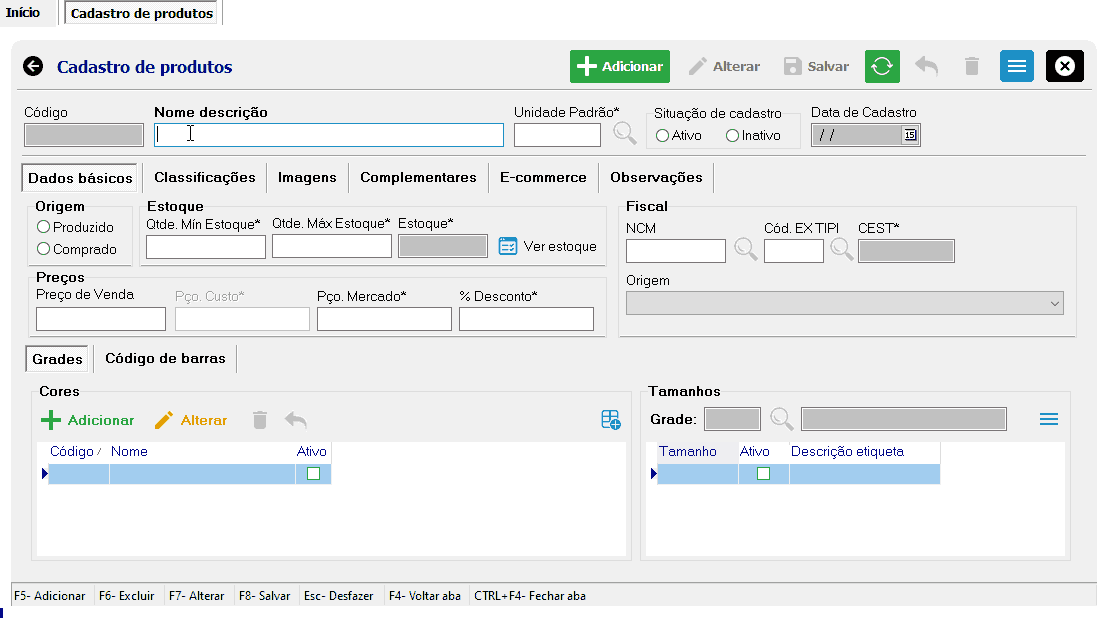 Início Cadastro de produtos
Cadastro de produtos Adicionar Alterar Salvar
Código Nome descrição Unidade Padrão* Situação de cadastro Data de Cadastro
Ativo Inativo / / 15
Dados básicos Classificações Imagens Complementares E-commerce Observações
Origem Estoque Fiscal
Produzido Qtde. Mín Estoque* Qtde. Máx Estoque* Estoque* NCM Cód. EX TIPI CEST*
Comprado Ver estoque
Preços Origem
Preço de Venda Pço. Custo* Pço. Mercado* % Desconto*
Grades Código de barras
Cores Tamanhos
Adicionar Alterar Grade:
Código Nome Ativo Tamanho Ativo Descrição etiqueta
F5- Adicionar F6- Excluir F7- Alterar F8- Salvar Esc- Desfazer F4- Voltar aba CTRL+F4- Fechar aba